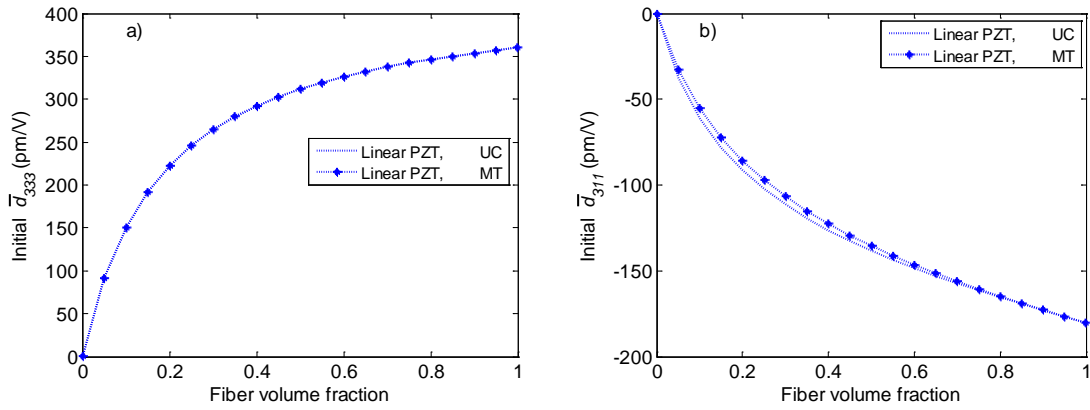 a)
400
350
300
250
200
150
100
50
0
Initial d̅333 (pm/V)
Linear PZT, UC
Linear PZT, MT
0 0.2 0.4 0.6 0.8 1
Fiber volume fraction
b)
0
-50
-100
-150
-200
Initial d̅311 (pm/V)
Linear PZT, UC
Linear PZT, MT
0 0.2 0.4 0.6 0.8 1
Fiber volume fraction